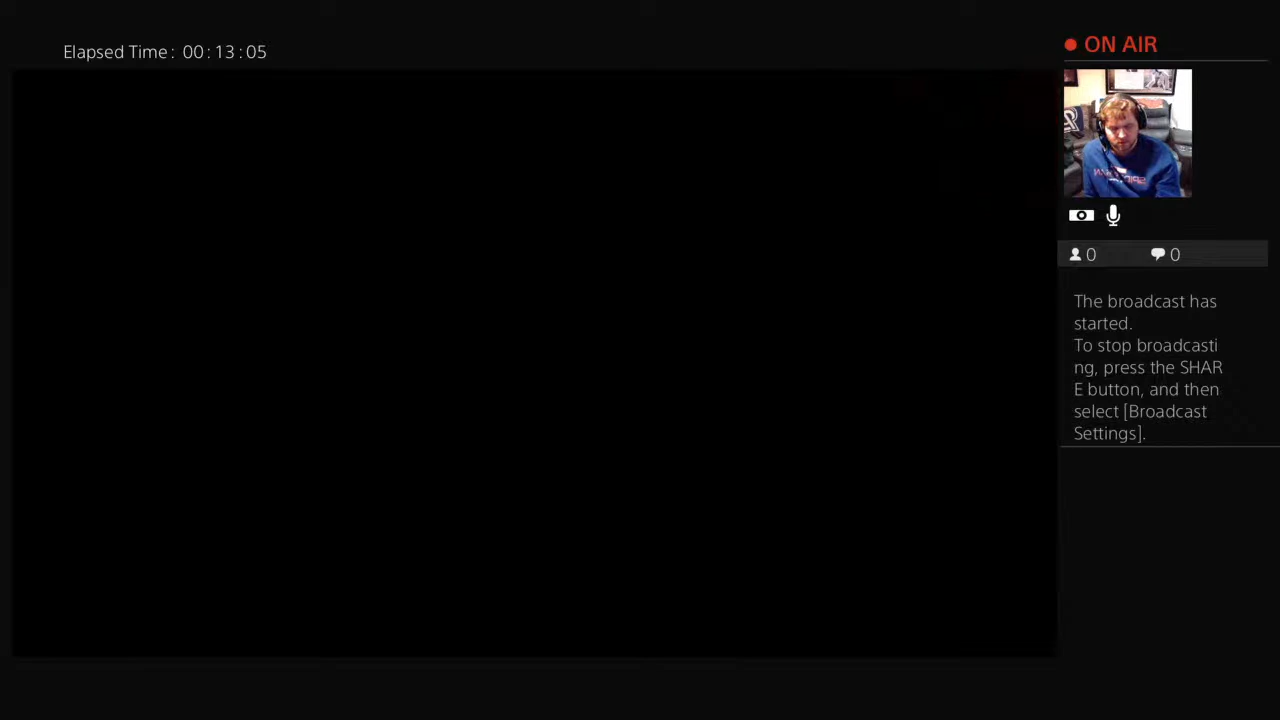 Elapsed Time: 00:13:05
ON AIR
0
0
The broadcast has
started.
To stop broadcasti
ng, press the SHAR
E button, and then
select [Broadcast
Settings].